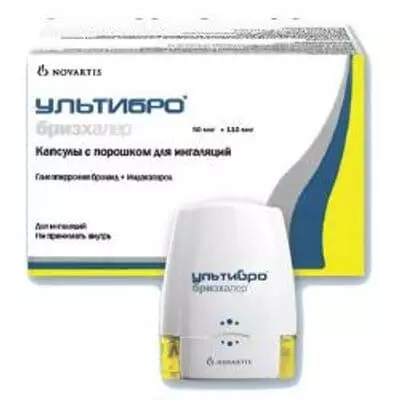 NOVARTIS
УЛЬТИБРО®
бризхалер
50 мкг + 110 мкг
Капсулы с порошком для ингаляций
Гликопиррония бромид + Индакатерол
Для ингаляций
Не принимать внутрь
УЛЬТИБРО®
бризхалер
NOVARTIS